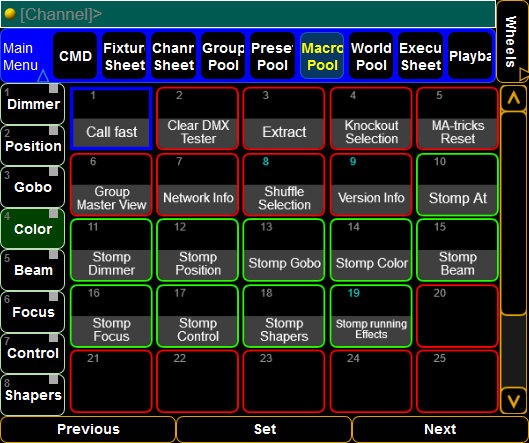 [Channel]>
Main
Menu
CMD
Fixture
Sheet
Chann
Sheet
Group
Pool
Prese
Pool
Macro
Pool
World
Pool
Execu
Sheet
Playba
Wheels
1
Dimmer
2
Position
3
Gobo
4
Color
5
Beam
6
Focus
7
Control
8
Shapers
1
Call fast
2
Clear DMX
Tester
3
Extract
4
Knockout
Selection
5
MA-tricks
Reset
6
Group
Master View
7
Network Info
8
Shuffle
Selection
9
Version Info
10
Stomp At
11
Stomp
Dimmer
12
Stomp
Position
13
Stomp Gobo
14
Stomp Color
15
Stomp
Beam
16
Stomp
Focus
17
Stomp
Control
18
Stomp
Shapers
19
Stomp running
Effects
20
21
22
23
24
25
Previous
Set
Next